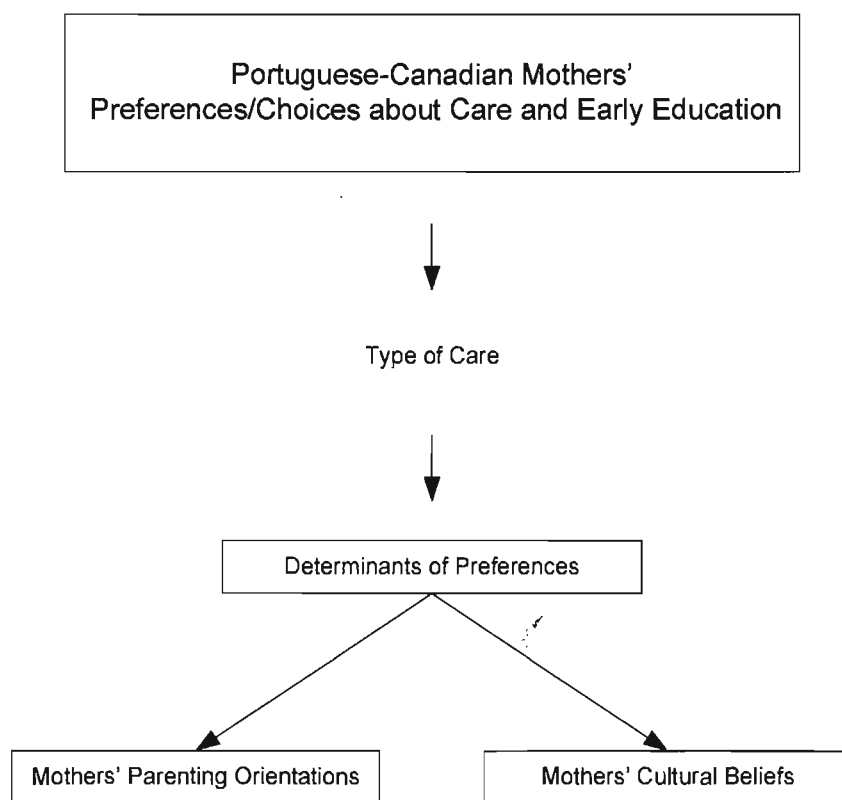 Portuguese-Canadian Mothers'
Preferences/Choices about Care and Early Education
Type of Care
Determinants of Preferences
Mothers' Parenting Orientations
Mothers' Cultural Beliefs